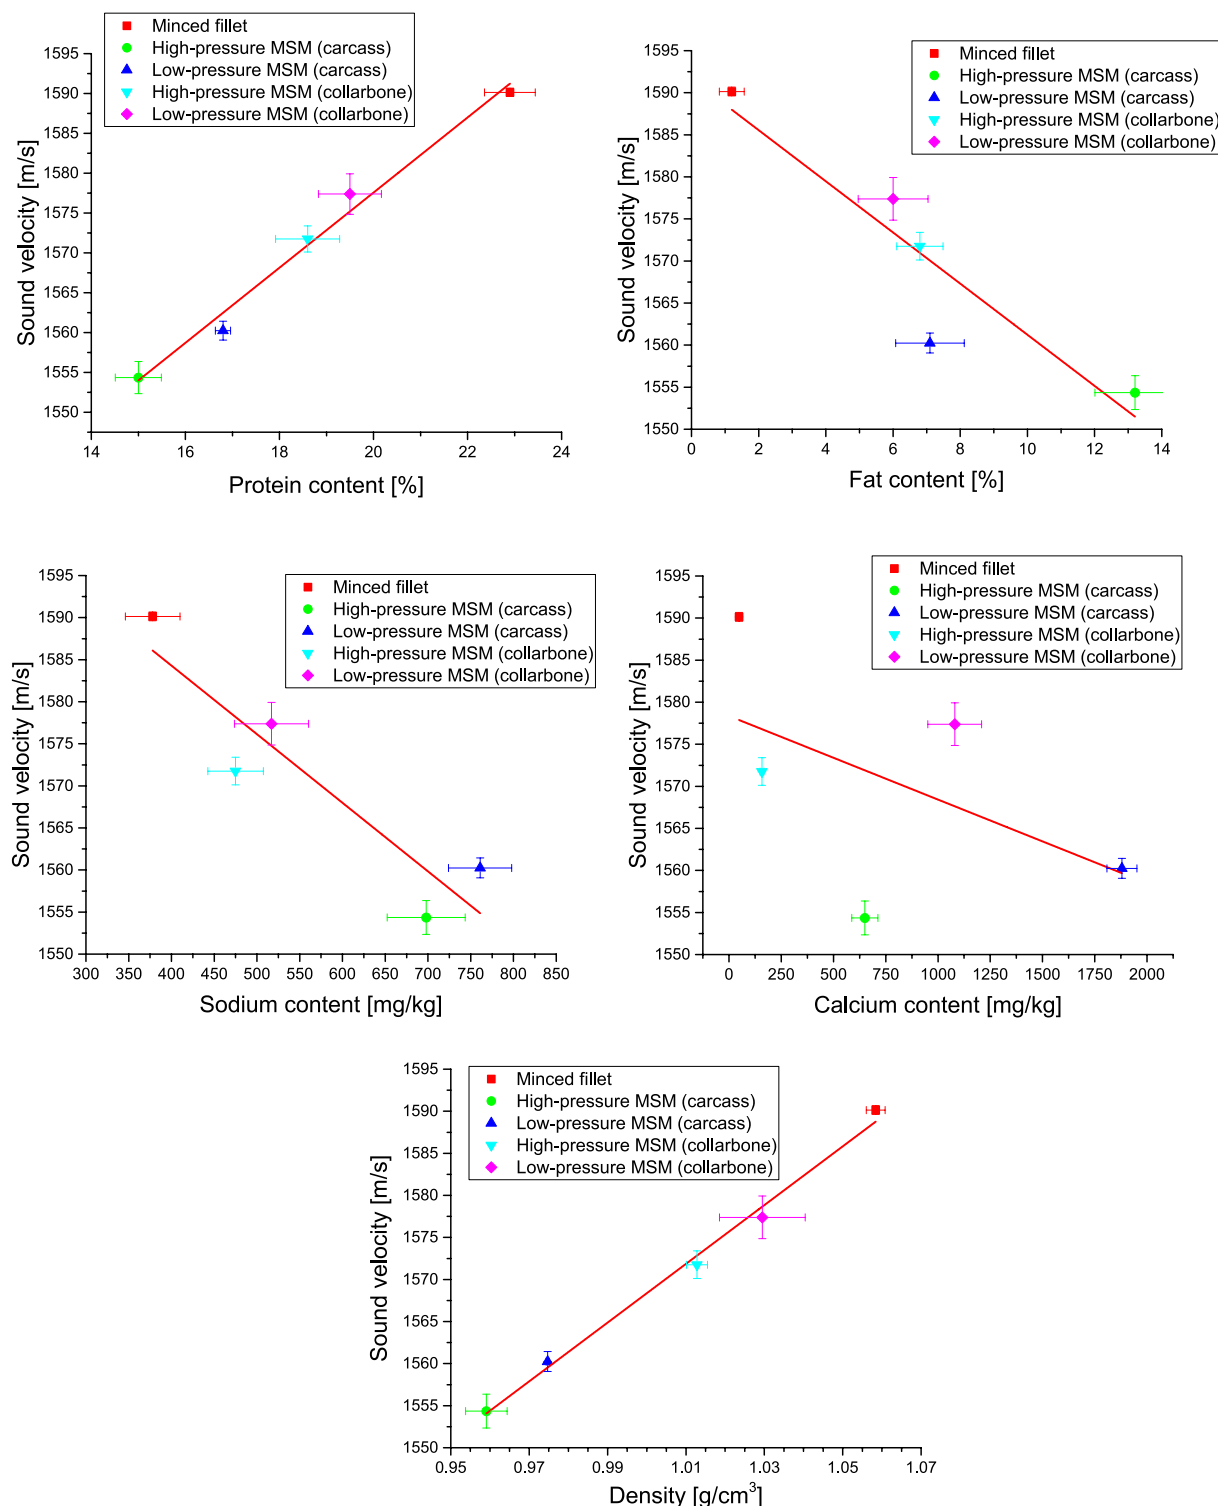 Minced fillet
High-pressure MSM (carcass)
Low-pressure MSM (carcass)
High-pressure MSM (collarbone)
Low-pressure MSM (collarbone)
1595
1590
1585
1580
1575
1570
1565
1560
1555
1550
Sound velocity [m/s]
14 16 18 20 22 24
Protein content [%]
Minced fillet
High-pressure MSM (carcass)
Low-pressure MSM (carcass)
High-pressure MSM (collarbone)
Low-pressure MSM (collarbone)
1595
1590
1585
1580
1575
1570
1565
1560
1555
1550
Sound velocity [m/s]
0 2 4 6 8 10 12 14
Fat content [%]
Minced fillet
High-pressure MSM (carcass)
Low-pressure MSM (carcass)
High-pressure MSM (collarbone)
Low-pressure MSM (collarbone)
1595
1590
1585
1580
1575
1570
1565
1560
1555
1550
Sound velocity [m/s]
300 350 400 450 500 550 600 650 700 750 800 850
Sodium content [mg/kg]
Minced fillet
High-pressure MSM (carcass)
Low-pressure MSM (carcass)
High-pressure MSM (collarbone)
Low-pressure MSM (collarbone)
1595
1590
1585
1580
1575
1570
1565
1560
1555
1550
Sound velocity [m/s]
0 250 500 750 1000 1250 1500 1750 2000
Calcium content [mg/kg]
Minced fillet
High-pressure MSM (carcass)
Low-pressure MSM (carcass)
High-pressure MSM (collarbone)
Low-pressure MSM (collarbone)
1595
1590
1585
1580
1575
1570
1565
1560
1555
1550
Sound velocity [m/s]
0.95 0.97 0.99 1.01 1.03 1.05 1.07
Density [g/cm³]